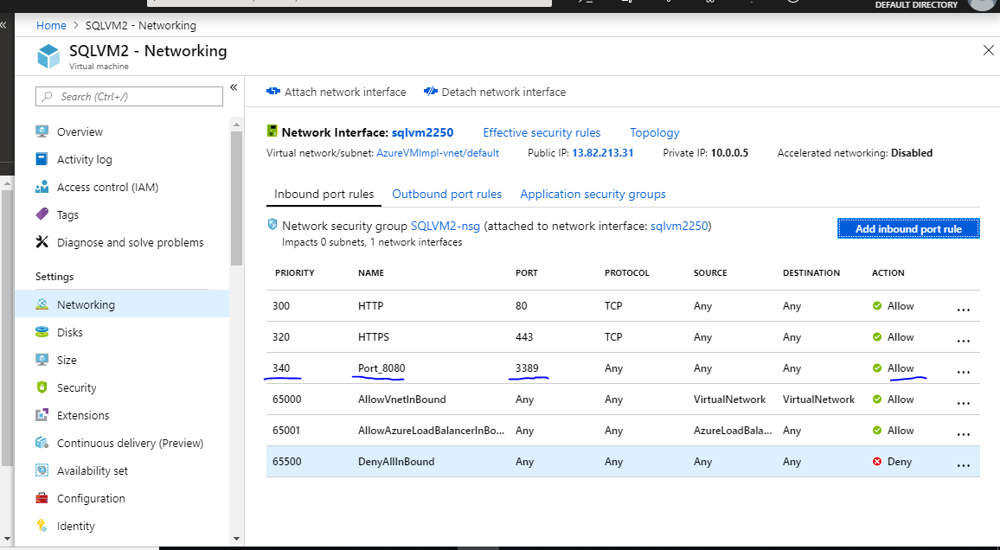 DEFAULT DIRECTORY
Home > SQLVM2 - Networking
SQLVM2 - Networking
Virtual machine
Search (Ctrl+/)
«
Overview
Activity log
Access control (IAM)
Tags
Diagnose and solve problems
Settings
Networking
Disks
Size
Security
Extensions
Continuous delivery (Preview)
Availability set
Configuration
Identity
Attach network interface Detach network interface
Network Interface: sqlvm2250 Effective security rules Topology
Virtual network/subnet: AzureVMImpl-vnet/default Public IP: 13.82.213.31 Private IP: 10.0.0.5 Accelerated networking: Disabled
Inbound port rules Outbound port rules Application security groups
Network security group SQLVM2-nsg (attached to network interface: sqlvm2250)
Impacts 0 subnets, 1 network interfaces
Add inbound port rule
PRIORITY NAME PORT PROTOCOL SOURCE DESTINATION ACTION
300 HTTP 80 TCP Any Any Allow ...
320 HTTPS 443 TCP Any Any Allow ...
340 Port_8080 3389 Any Any Any Allow ...
65000 AllowVnetInBound Any Any VirtualNetwork VirtualNetwork Allow ...
65001 AllowAzureLoadBalancerInBo... Any Any AzureLoadBala... Any Allow ...
65500 DenyAllInBound Any Any Any Any Deny ...